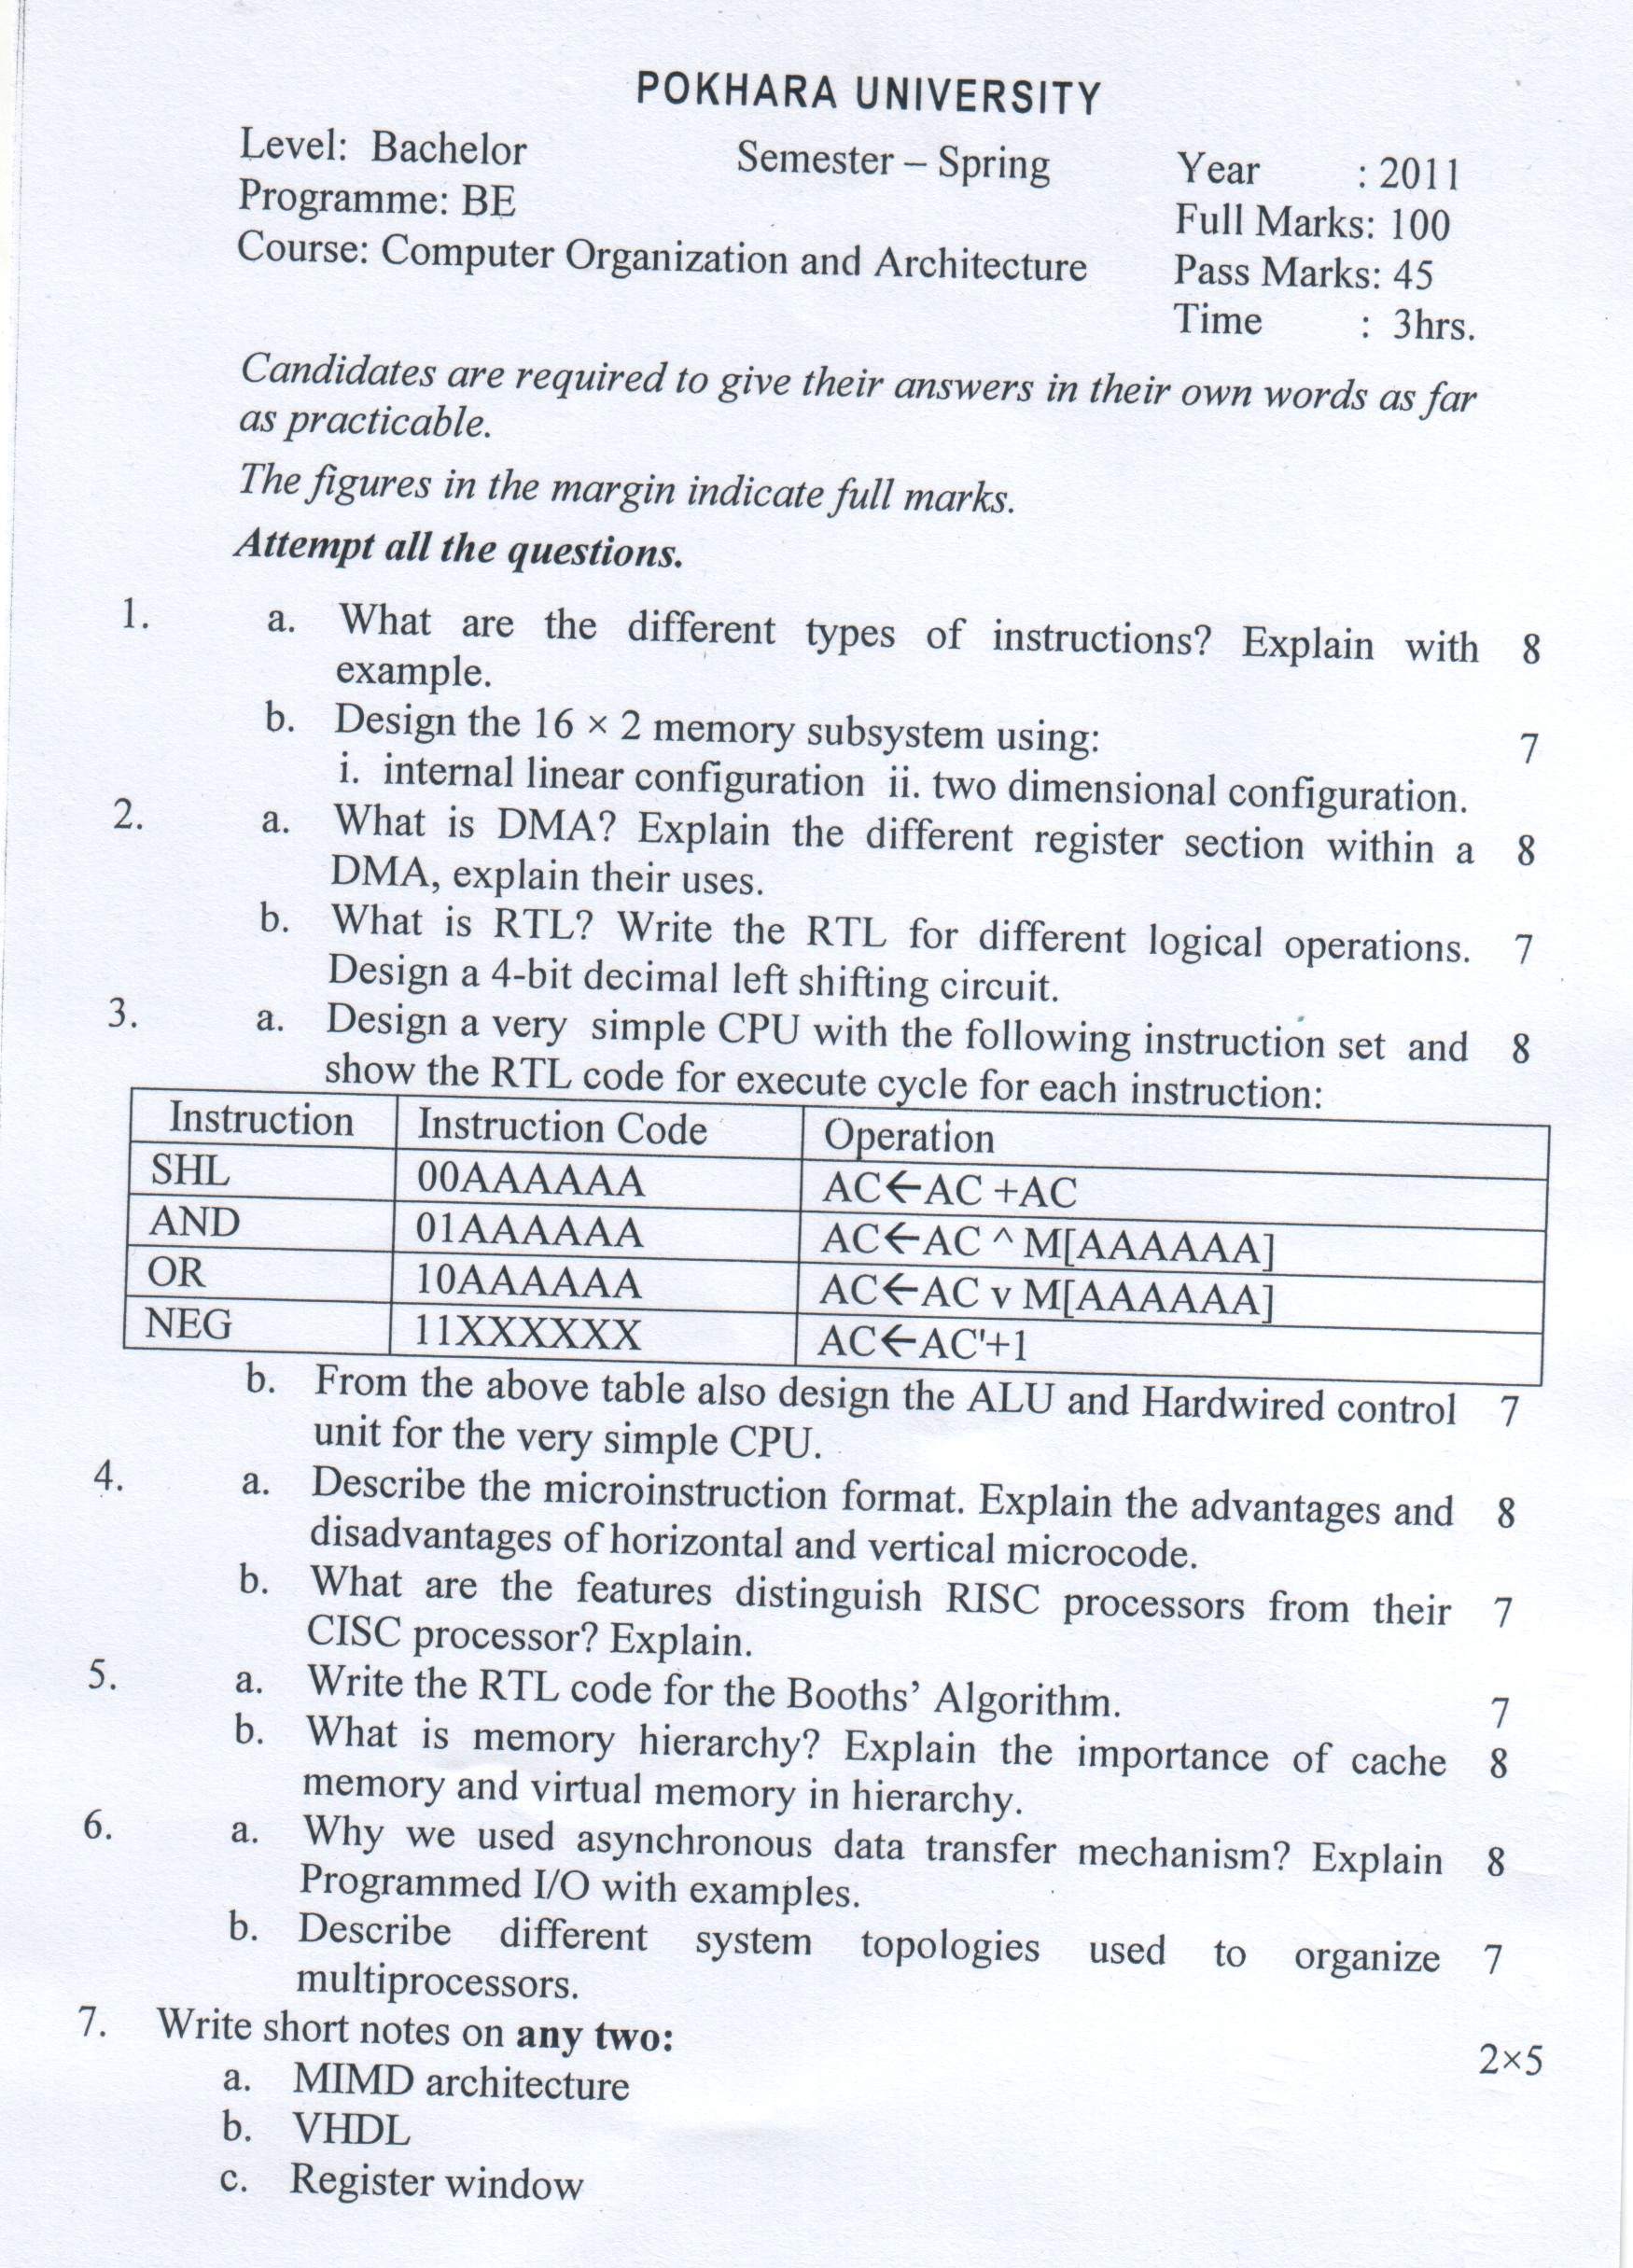 POKHARA UNIVERSITY
Level: Bachelor Semester – Spring Year : 2011
Programme: BE Full Marks: 100
Course: Computer Organization and Architecture Pass Marks: 45
Time : 3hrs.
Candidates are required to give their answers in their own words as far
as practicable.
The figures in the margin indicate full marks.
Attempt all the questions.
1. a. What are the different types of instructions? Explain with 8
example.
b. Design the 16 × 2 memory subsystem using: 7
i. internal linear configuration ii. two dimensional configuration.
2. a. What is DMA? Explain the different register section within a 8
DMA, explain their uses.
b. What is RTL? Write the RTL for different logical operations. 7
Design a 4-bit decimal left shifting circuit.
3. a. Design a very simple CPU with the following instruction set and 8
show the RTL code for execute cycle for each instruction:
Instruction Instruction Code Operation
SHL 00AAAAAA AC←AC +AC
AND 01AAAAAA AC←AC ^ M[AAAAAA]
OR 10AAAAAA AC←AC v M[AAAAAA]
NEG 11XXXXXX AC←AC'+1
b. From the above table also design the ALU and Hardwired control 7
unit for the very simple CPU.
4. a. Describe the microinstruction format. Explain the advantages and 8
disadvantages of horizontal and vertical microcode.
b. What are the features distinguish RISC processors from their 7
CISC processor? Explain.
5. a. Write the RTL code for the Booths’ Algorithm. 7
b. What is memory hierarchy? Explain the importance of cache 8
memory and virtual memory in hierarchy.
6. a. Why we used asynchronous data transfer mechanism? Explain 8
Programmed I/O with examples.
b. Describe different system topologies used to organize 7
multiprocessors.
7. Write short notes on any two: 2×5
a. MIMD architecture
b. VHDL
c. Register window